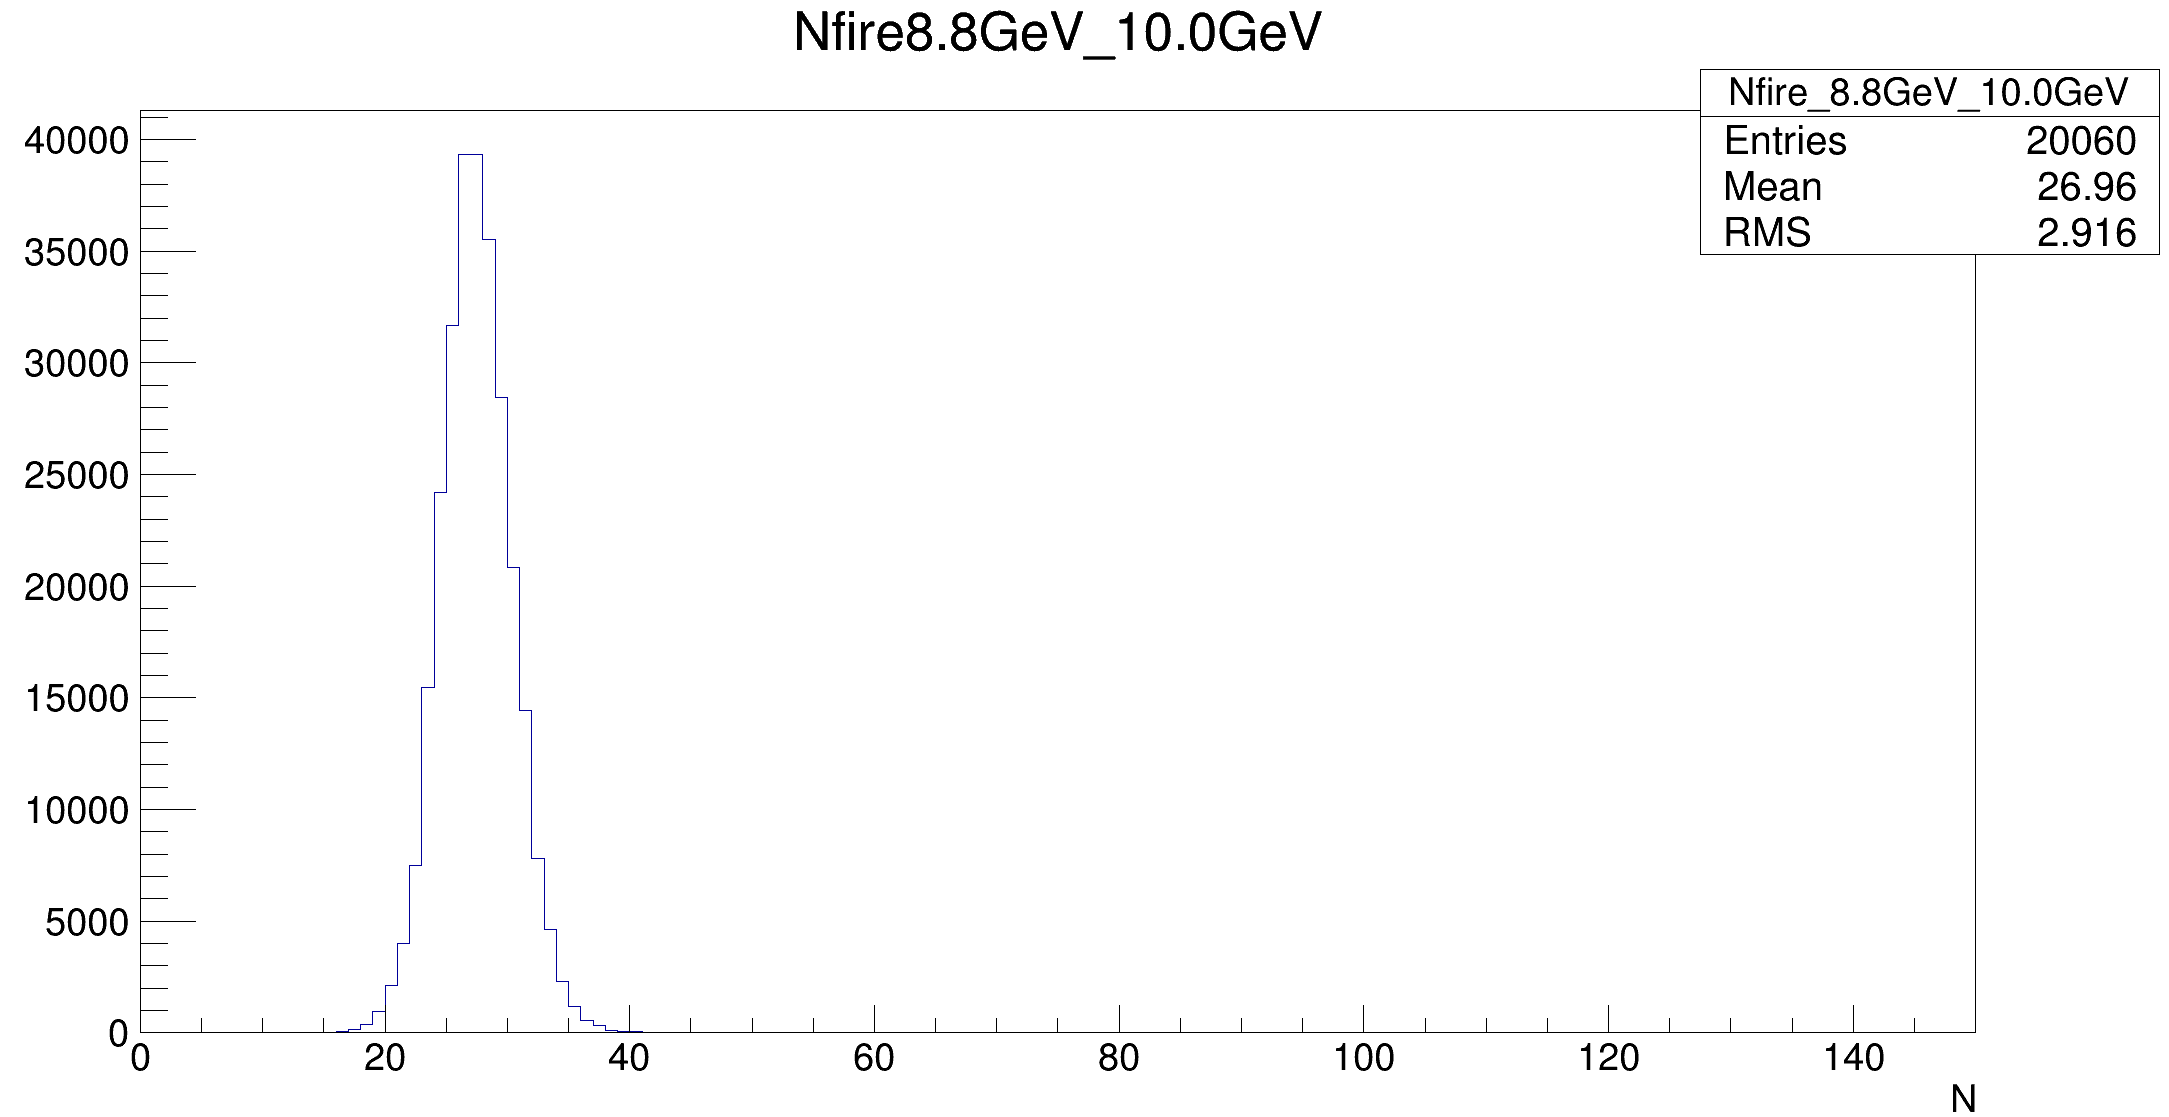 Nfire8.8GeV_10.0GeV
Nfire_8.8GeV_10.0GeV
Entries 20060
Mean 26.96
RMS 2.916
40000
35000
30000
25000
20000
15000
10000
5000
0
0 20 40 60 80 100 120 140
N